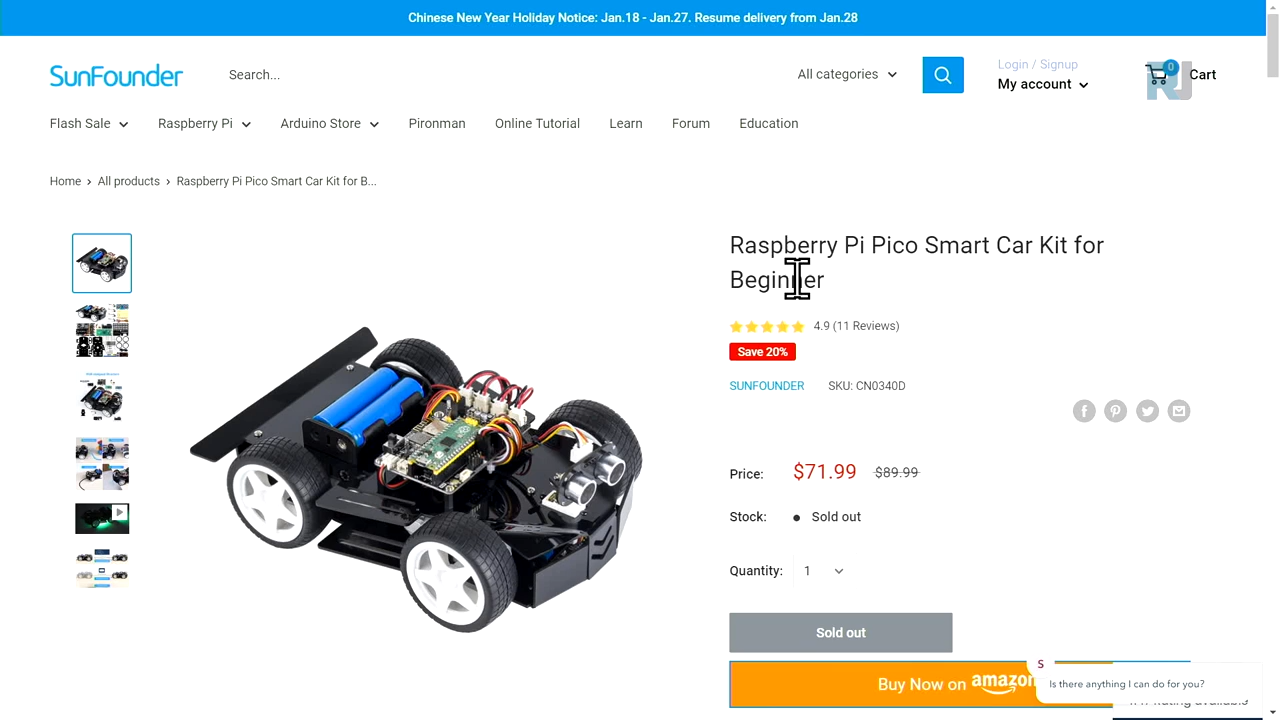 Chinese New Year Holiday Notice: Jan.18 - Jan.27. Resume delivery from Jan.28
SunFounder
Search...
All categories
Login / Signup
My account
0
Cart
RJ
Flash Sale
Raspberry Pi
Arduino Store
Pironman
Online Tutorial
Learn
Forum
Education
Home > All products > Raspberry Pi Pico Smart Car Kit for B...
Raspberry Pi Pico Smart Car Kit for
Beginner
4.9 (11 Reviews)
Save 20%
SUNFOUNDER SKU: CN0340D
Price: $71.99 $89.99
Stock: Sold out
Quantity: 1
Sold out
Buy Now on amazon
S
Is there anything I can do for you?